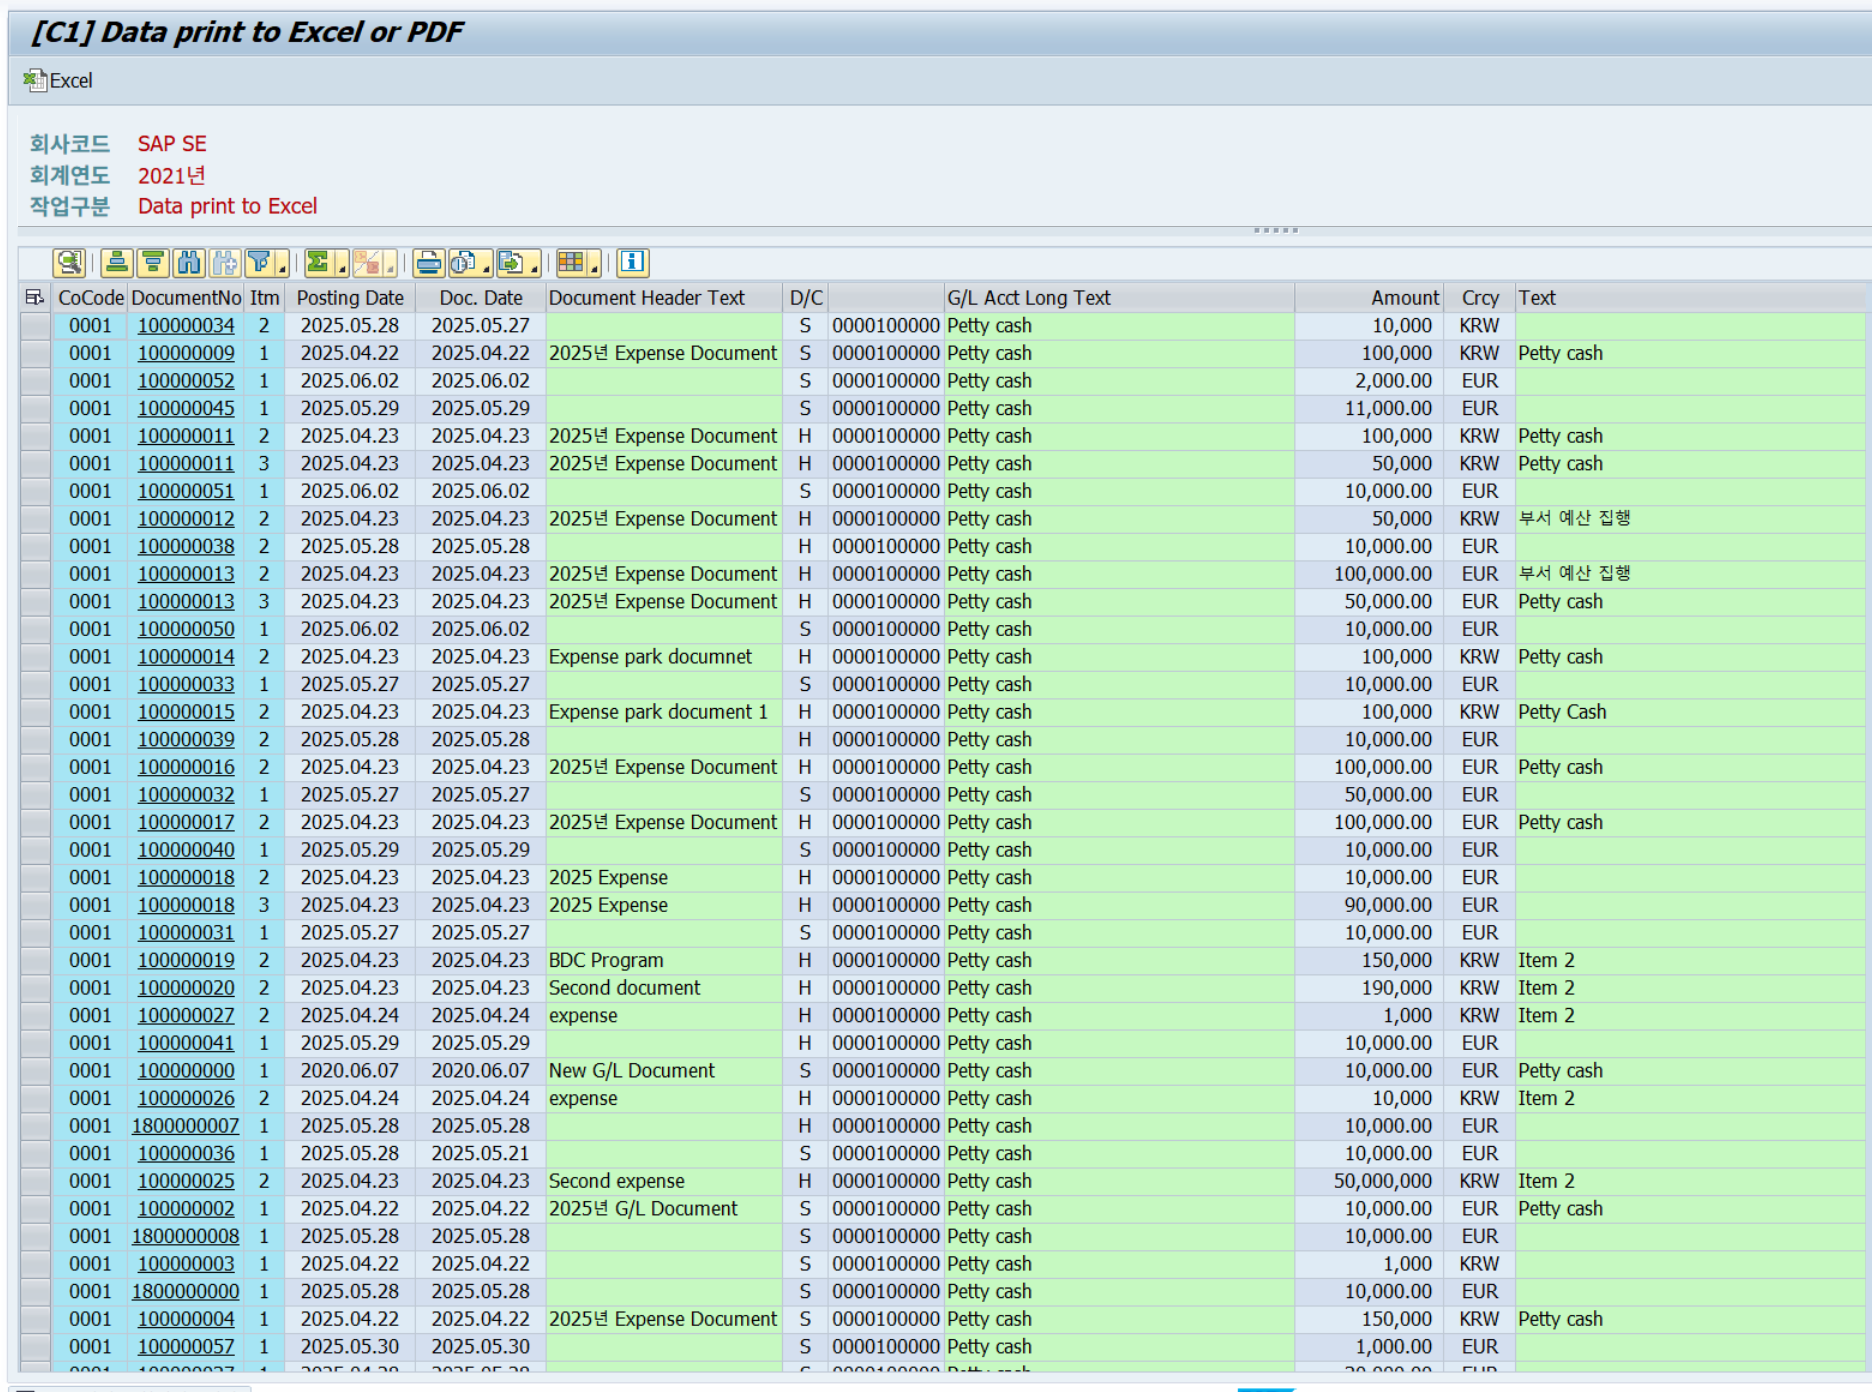 [C1] Data print to Excel or PDF
Excel
회사코드 SAP SE
회계연도 2021년
작업구분 Data print to Excel
CoCode DocumentNo Itm Posting Date Doc. Date Document Header Text D/C G/L Acct Long Text Amount Crcy Text
0001 100000034 2 2025.05.28 2025.05.27 S 0000100000 Petty cash 10,000 KRW
0001 100000009 1 2025.04.22 2025.04.22 2025년 Expense Document S 0000100000 Petty cash 100,000 KRW Petty cash
0001 100000052 1 2025.06.02 2025.06.02 S 0000100000 Petty cash 2,000.00 EUR
0001 100000045 1 2025.05.29 2025.05.29 S 0000100000 Petty cash 11,000.00 EUR
0001 100000011 2 2025.04.23 2025.04.23 2025년 Expense Document H 0000100000 Petty cash 100,000 KRW Petty cash
0001 100000011 3 2025.04.23 2025.04.23 2025년 Expense Document H 0000100000 Petty cash 50,000 KRW Petty cash
0001 100000051 1 2025.06.02 2025.06.02 S 0000100000 Petty cash 10,000.00 EUR
0001 100000012 2 2025.04.23 2025.04.23 2025년 Expense Document H 0000100000 Petty cash 50,000 KRW 부서 예산 집행
0001 100000038 2 2025.05.28 2025.05.28 H 0000100000 Petty cash 10,000.00 EUR
0001 100000013 2 2025.04.23 2025.04.23 2025년 Expense Document H 0000100000 Petty cash 100,000.00 EUR 부서 예산 집행
0001 100000013 3 2025.04.23 2025.04.23 2025년 Expense Document H 0000100000 Petty cash 50,000.00 EUR Petty cash
0001 100000050 1 2025.06.02 2025.06.02 S 0000100000 Petty cash 10,000.00 EUR
0001 100000014 2 2025.04.23 2025.04.23 Expense park documnet H 0000100000 Petty cash 100,000 KRW Petty cash
0001 100000033 1 2025.05.27 2025.05.27 S 0000100000 Petty cash 10,000.00 EUR
0001 100000015 2 2025.04.23 2025.04.23 Expense park document 1 H 0000100000 Petty cash 100,000 KRW Petty Cash
0001 100000039 2 2025.05.28 2025.05.28 H 0000100000 Petty cash 10,000.00 EUR
0001 100000016 2 2025.04.23 2025.04.23 2025년 Expense Document H 0000100000 Petty cash 100,000.00 EUR Petty cash
0001 100000032 1 2025.05.27 2025.05.27 S 0000100000 Petty cash 50,000.00 EUR
0001 100000017 2 2025.04.23 2025.04.23 2025년 Expense Document H 0000100000 Petty cash 100,000.00 EUR Petty cash
0001 100000040 1 2025.05.29 2025.05.29 S 0000100000 Petty cash 10,000.00 EUR
0001 100000018 2 2025.04.23 2025.04.23 2025 Expense H 0000100000 Petty cash 10,000.00 EUR
0001 100000018 3 2025.04.23 2025.04.23 2025 Expense H 0000100000 Petty cash 90,000.00 EUR
0001 100000031 1 2025.05.27 2025.05.27 S 0000100000 Petty cash 10,000.00 EUR
0001 100000019 2 2025.04.23 2025.04.23 BDC Program H 0000100000 Petty cash 150,000 KRW Item 2
0001 100000020 2 2025.04.23 2025.04.23 Second document H 0000100000 Petty cash 190,000 KRW Item 2
0001 100000027 2 2025.04.24 2025.04.24 expense H 0000100000 Petty cash 1,000 KRW Item 2
0001 100000041 1 2025.05.29 2025.05.29 H 0000100000 Petty cash 10,000.00 EUR
0001 100000000 1 2020.06.07 2020.06.07 New G/L Document S 0000100000 Petty cash 10,000.00 EUR Petty cash
0001 100000026 2 2025.04.24 2025.04.24 expense H 0000100000 Petty cash 10,000 KRW Item 2
0001 1800000007 1 2025.05.28 2025.05.28 H 0000100000 Petty cash 10,000.00 EUR
0001 100000036 1 2025.05.28 2025.05.21 S 0000100000 Petty cash 10,000.00 EUR
0001 100000025 2 2025.04.23 2025.04.23 Second expense H 0000100000 Petty cash 50,000,000 KRW Item 2
0001 100000002 1 2025.04.22 2025.04.22 2025년 G/L Document S 0000100000 Petty cash 10,000.00 EUR Petty cash
0001 1800000008 1 2025.05.28 2025.05.28 S 0000100000 Petty cash 10,000.00 EUR
0001 100000003 1 2025.04.22 2025.04.22 S 0000100000 Petty cash 1,000 KRW
0001 1800000000 1 2025.05.28 2025.05.28 S 0000100000 Petty cash 10,000.00 EUR
0001 100000004 1 2025.04.22 2025.04.22 2025년 Expense Document S 0000100000 Petty cash 150,000 KRW Petty cash
0001 100000057 1 2025.05.30 2025.05.30 S 0000100000 Petty cash 1,000.00 EUR